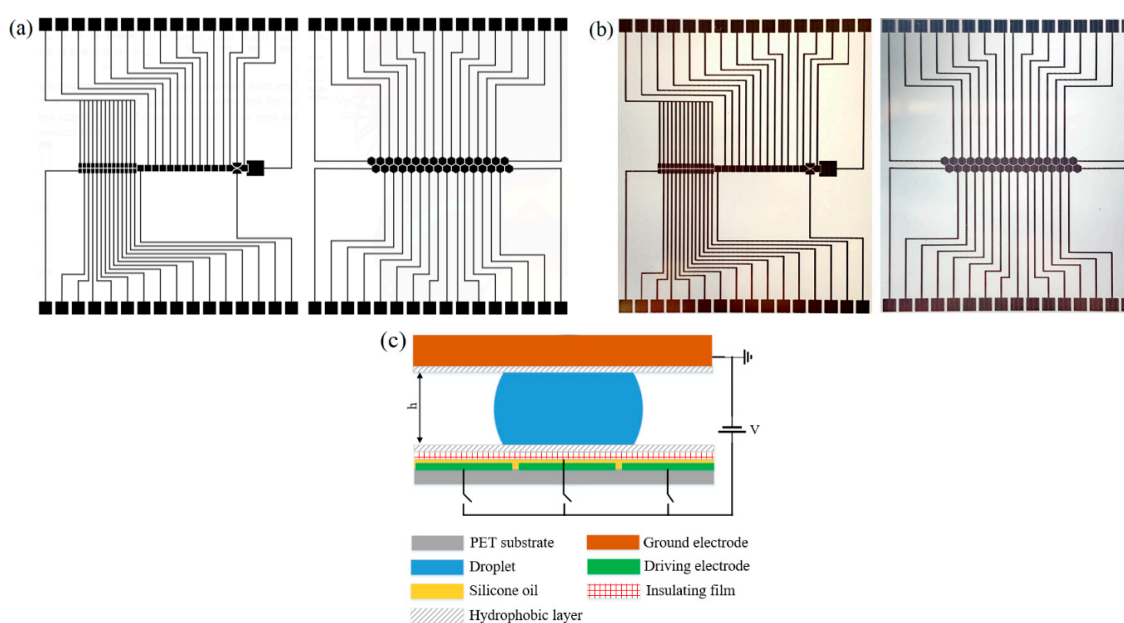 (a)
(b)
(c)
h
V
PET substrate
Ground electrode
Droplet
Driving electrode
Silicone oil
Insulating film
Hydrophobic layer